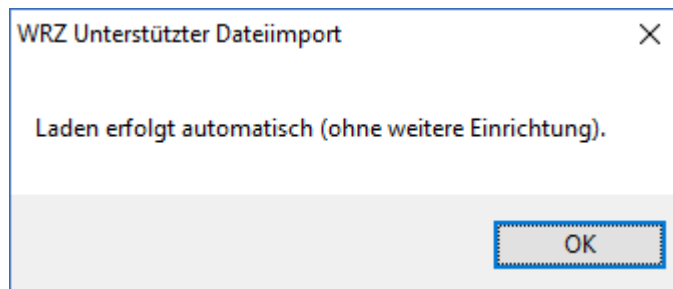 WRZ Unterstützter Dateiimport
Laden erfolgt automatisch (ohne weitere Einrichtung).
OK